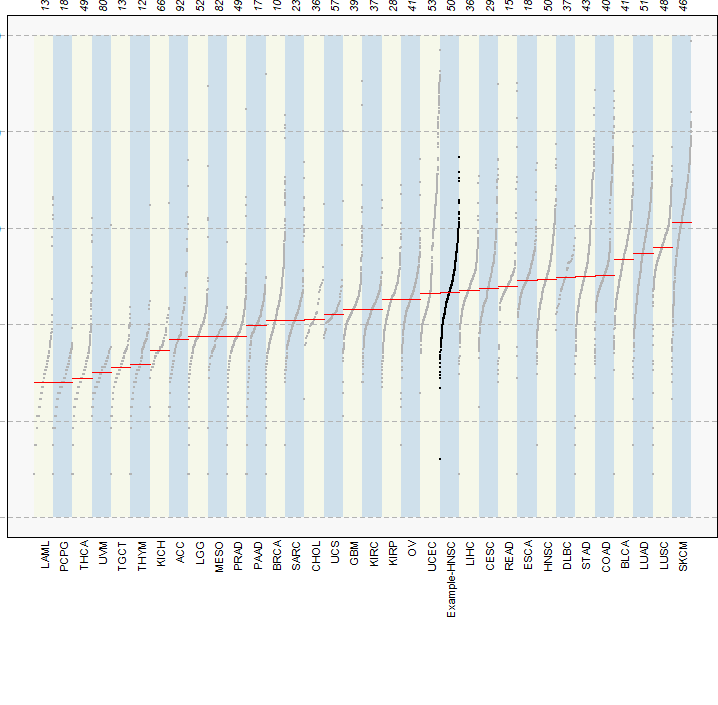 13
18
49
80
13
12
66
92
52
82
49
17
10
23
36
57
39
37
28
41
53
50
36
29
15
18
50
37
43
40
41
51
48
46
LAML
PCPG
THCA
UVM
TGCT
THYM
KICH
ACC
LGG
MESO
PRAD
PAAD
BRCA
SARC
CHOL
UCS
GBM
KIRC
KIRP
OV
UCEC
Example-HNSC
LIHC
CESC
READ
ESCA
HNSC
DLBC
STAD
COAD
BLCA
LUAD
LUSC
SKCM